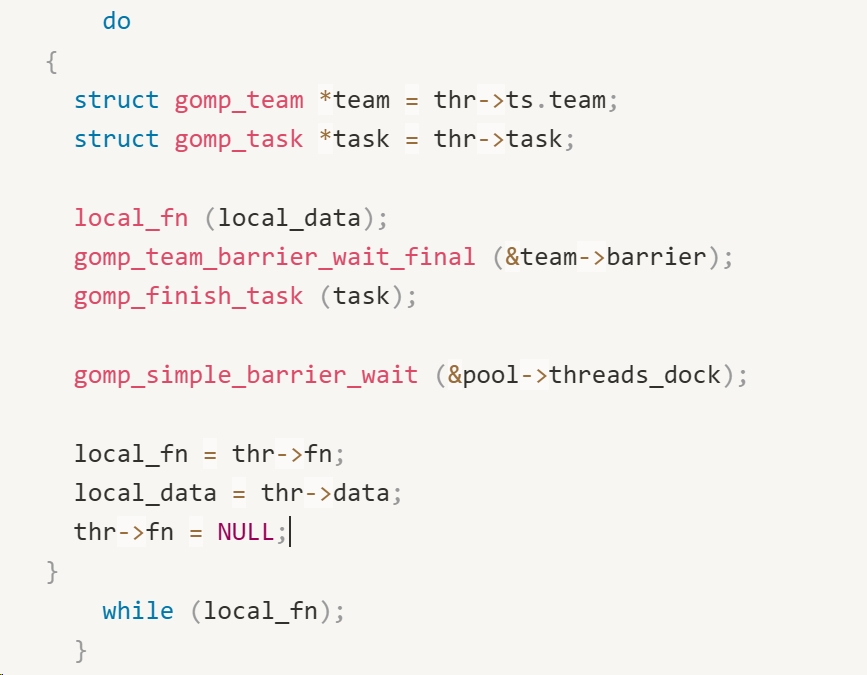 do
{
struct gomp_team *team = thr->ts.team;
struct gomp_task *task = thr->task;
local_fn (local_data);
gomp_team_barrier_wait_final (&team->barrier);
gomp_finish_task (task);
gomp_simple_barrier_wait (&pool->threads_dock);
local_fn = thr->fn;
local_data = thr->data;
thr->fn = NULL;
}
while (local_fn);
}